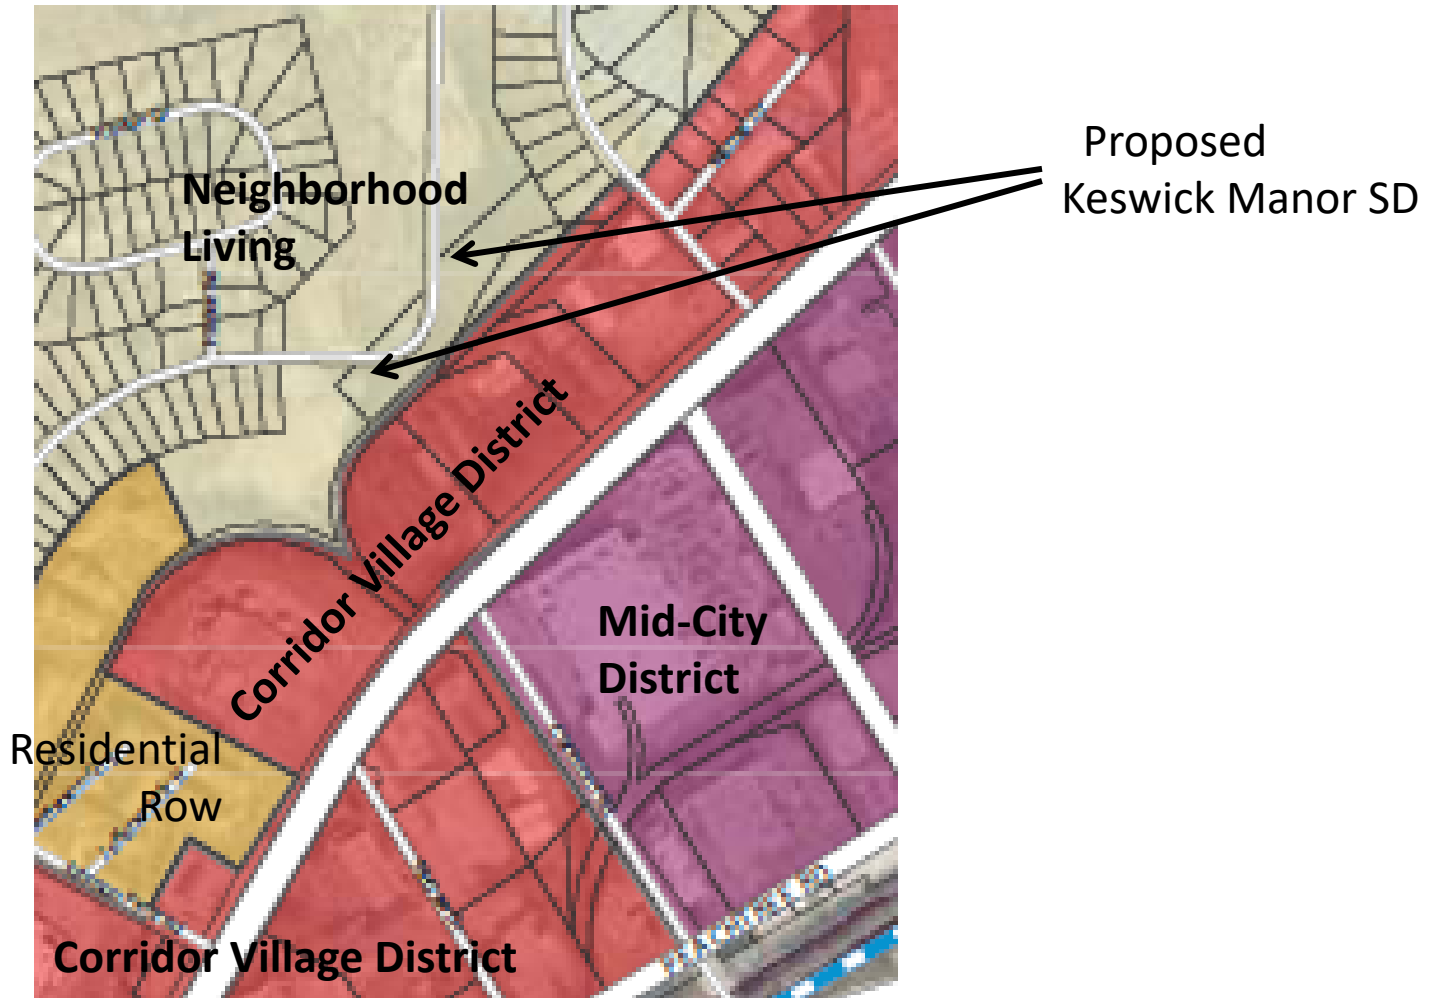 Proposed
Keswick Manor SD
Neighborhood
Living
Corridor Village District
Mid-City
District
Residential
Row
Corridor Village District